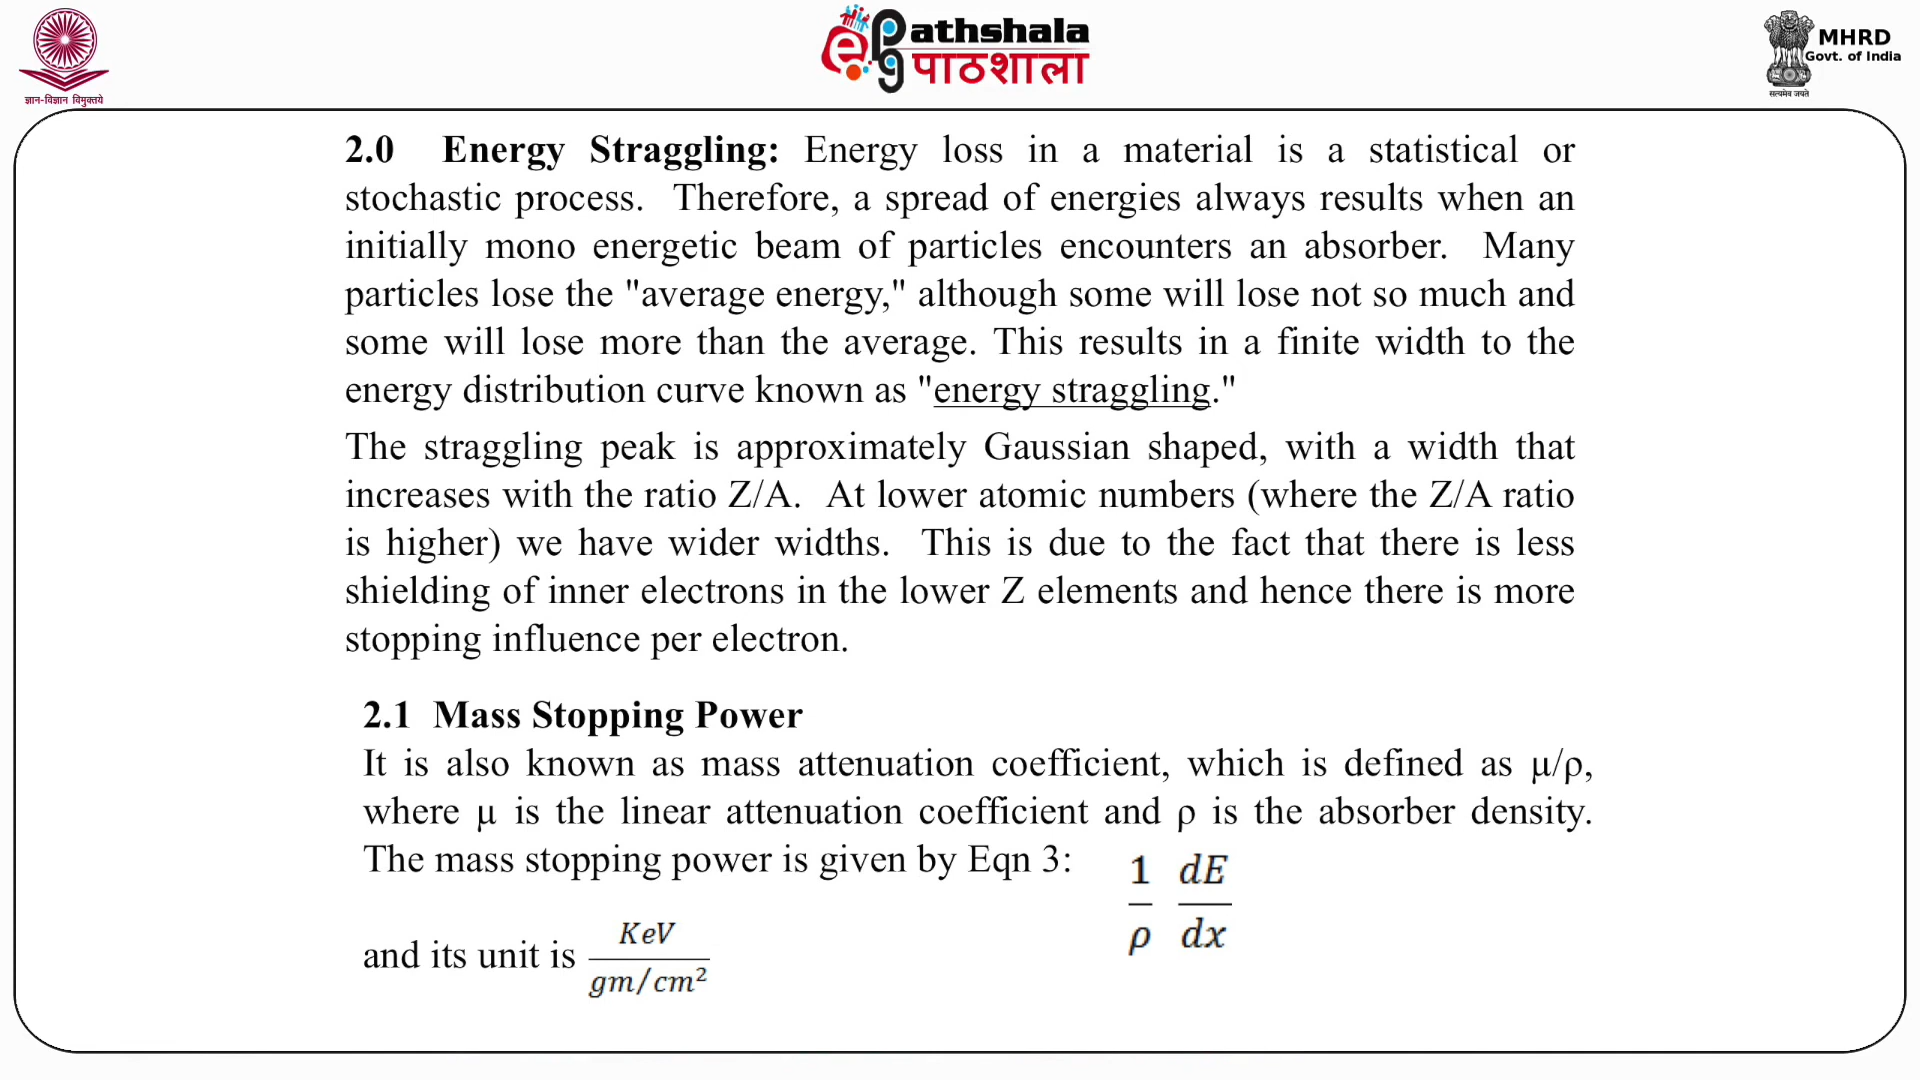 ज्ञान-विज्ञान विमुक्तये
ePathshala
पाठशाला
MHRD
Govt. of India
सत्यमेव जयते
2.0 Energy Straggling: Energy loss in a material is a statistical or
stochastic process. Therefore, a spread of energies always results when an
initially mono energetic beam of particles encounters an absorber. Many
particles lose the "average energy," although some will lose not so much and
some will lose more than the average. This results in a finite width to the
energy distribution curve known as "energy straggling."
The straggling peak is approximately Gaussian shaped, with a width that
increases with the ratio Z/A. At lower atomic numbers (where the Z/A ratio
is higher) we have wider widths. This is due to the fact that there is less
shielding of inner electrons in the lower Z elements and hence there is more
stopping influence per electron.
2.1 Mass Stopping Power
It is also known as mass attenuation coefficient, which is defined as μ/ρ,
where μ is the linear attenuation coefficient and ρ is the absorber density.
The mass stopping power is given by Eqn 3: 1/ρ dE/dx
and its unit is KeV / gm/cm²